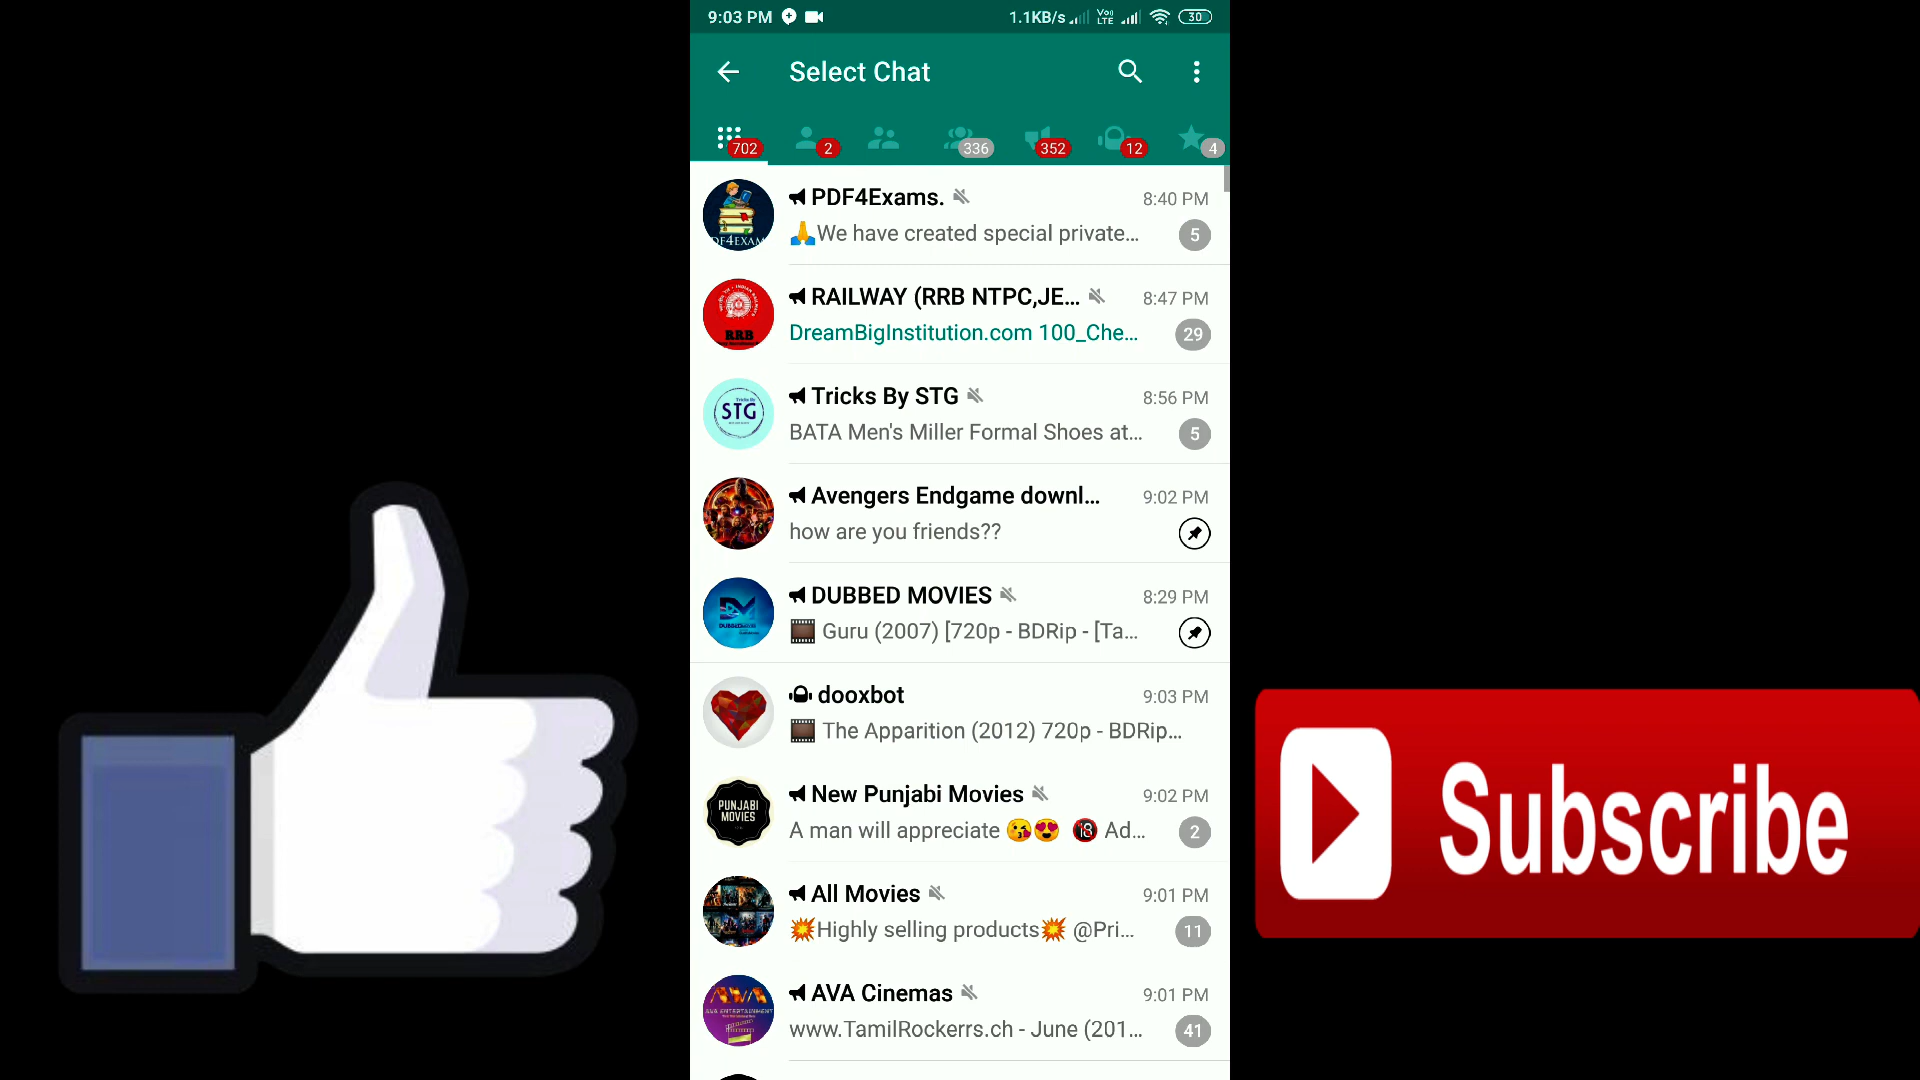 9:03 PM 1.1KB/s Vo) LTE 30
Select Chat
702 2 336 352 12 4
PDF4Exams. 8:40 PM
🙏We have created special private... 5
RAILWAY (RRB NTPC,JE... 8:47 PM
DreamBigInstitution.com 100_Che... 29
RRB
Tricks By STG 8:56 PM
STG
BATA Men's Miller Formal Shoes at... 5
Avengers Endgame downl... 9:02 PM
how are you friends??
DUBBED MOVIES 8:29 PM
🎞 Guru (2007) [720p - BDRip - [Ta...
dooxbot 9:03 PM
🎞 The Apparition (2012) 720p - BDRip...
New Punjabi Movies 9:02 PM
PUNJABI
MOVIES
A man will appreciate 😘😍 🔞 Ad... 2
All Movies 9:01 PM
💥Highly selling products💥 @Pri... 11
AVA Cinemas 9:01 PM
www.TamilRockerrs.ch - June (201... 41
Subscribe